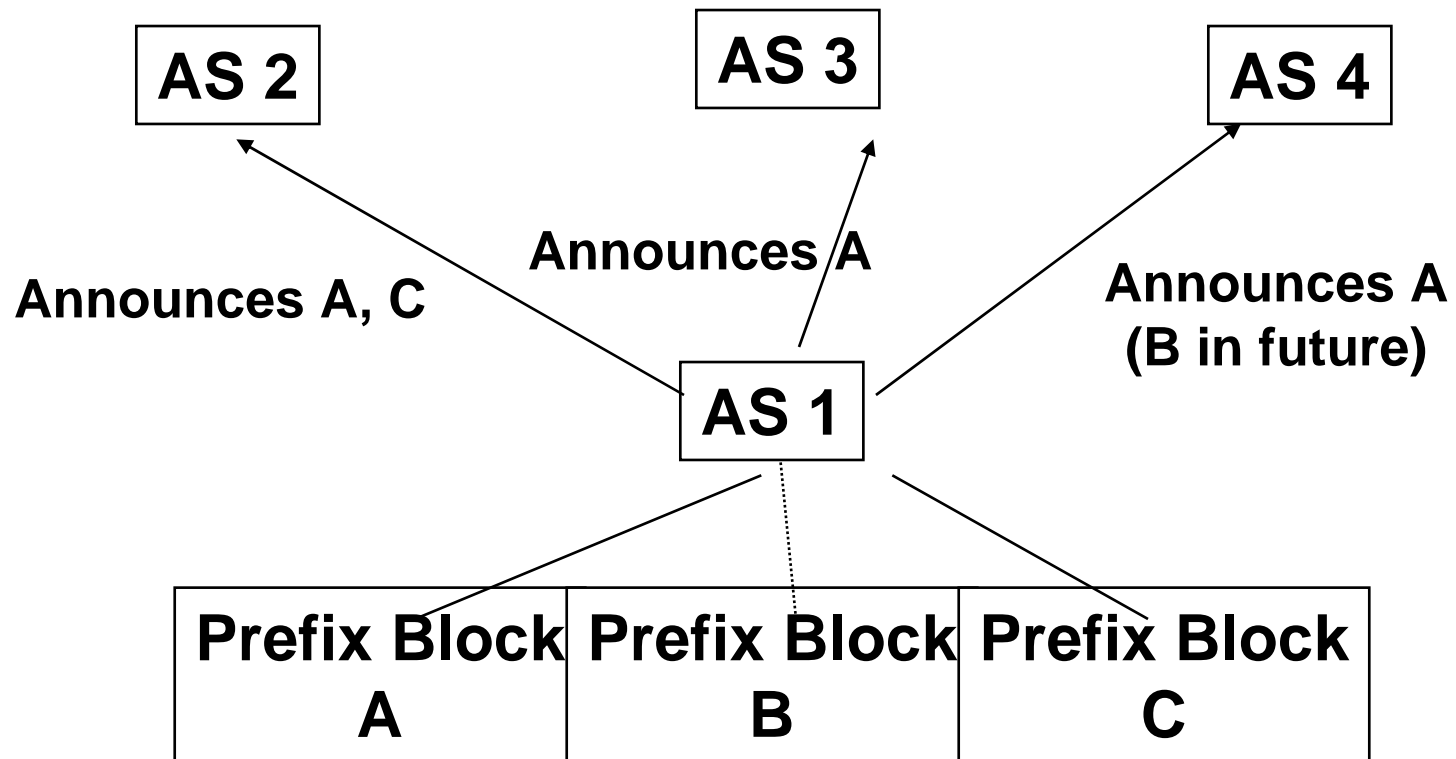 AS 2
AS 3
AS 4
Announces A, C
Announces A
Announces A
(B in future)
AS 1
Prefix Block
A
Prefix Block
B
Prefix Block
C